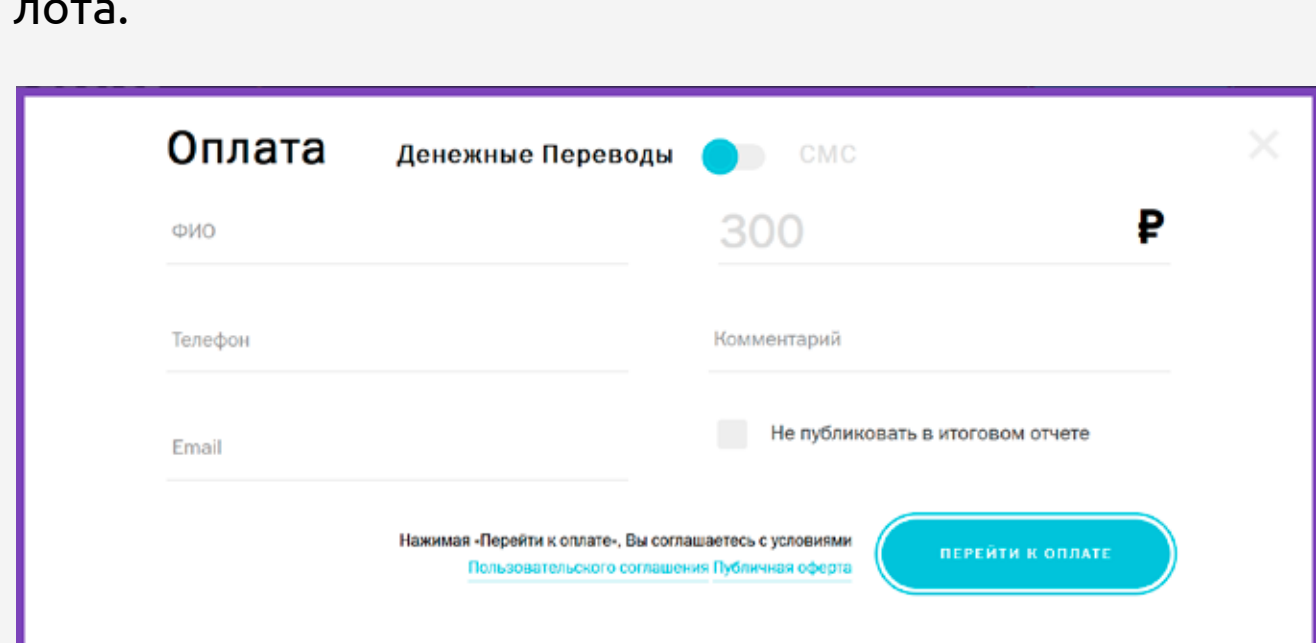 лота.
Оплата Денежные Переводы СМС
ФИО 300 ₽
Телефон Комментарий
Email Не публиковать в итоговом отчете
Нажимая «Перейти к оплате», Вы соглашаетесь с условиями
Пользовательского соглашения Публичная оферта
ПЕРЕЙТИ К ОПЛАТЕ